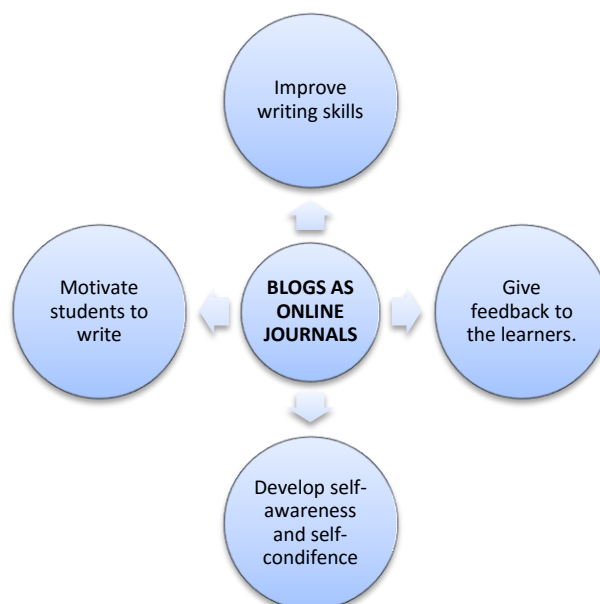 Improve
writing skills
Motivate
students to
write
BLOGS AS
ONLINE
JOURNALS
Give
feedback to
the learners.
Develop self-
awareness
and self-
condifence